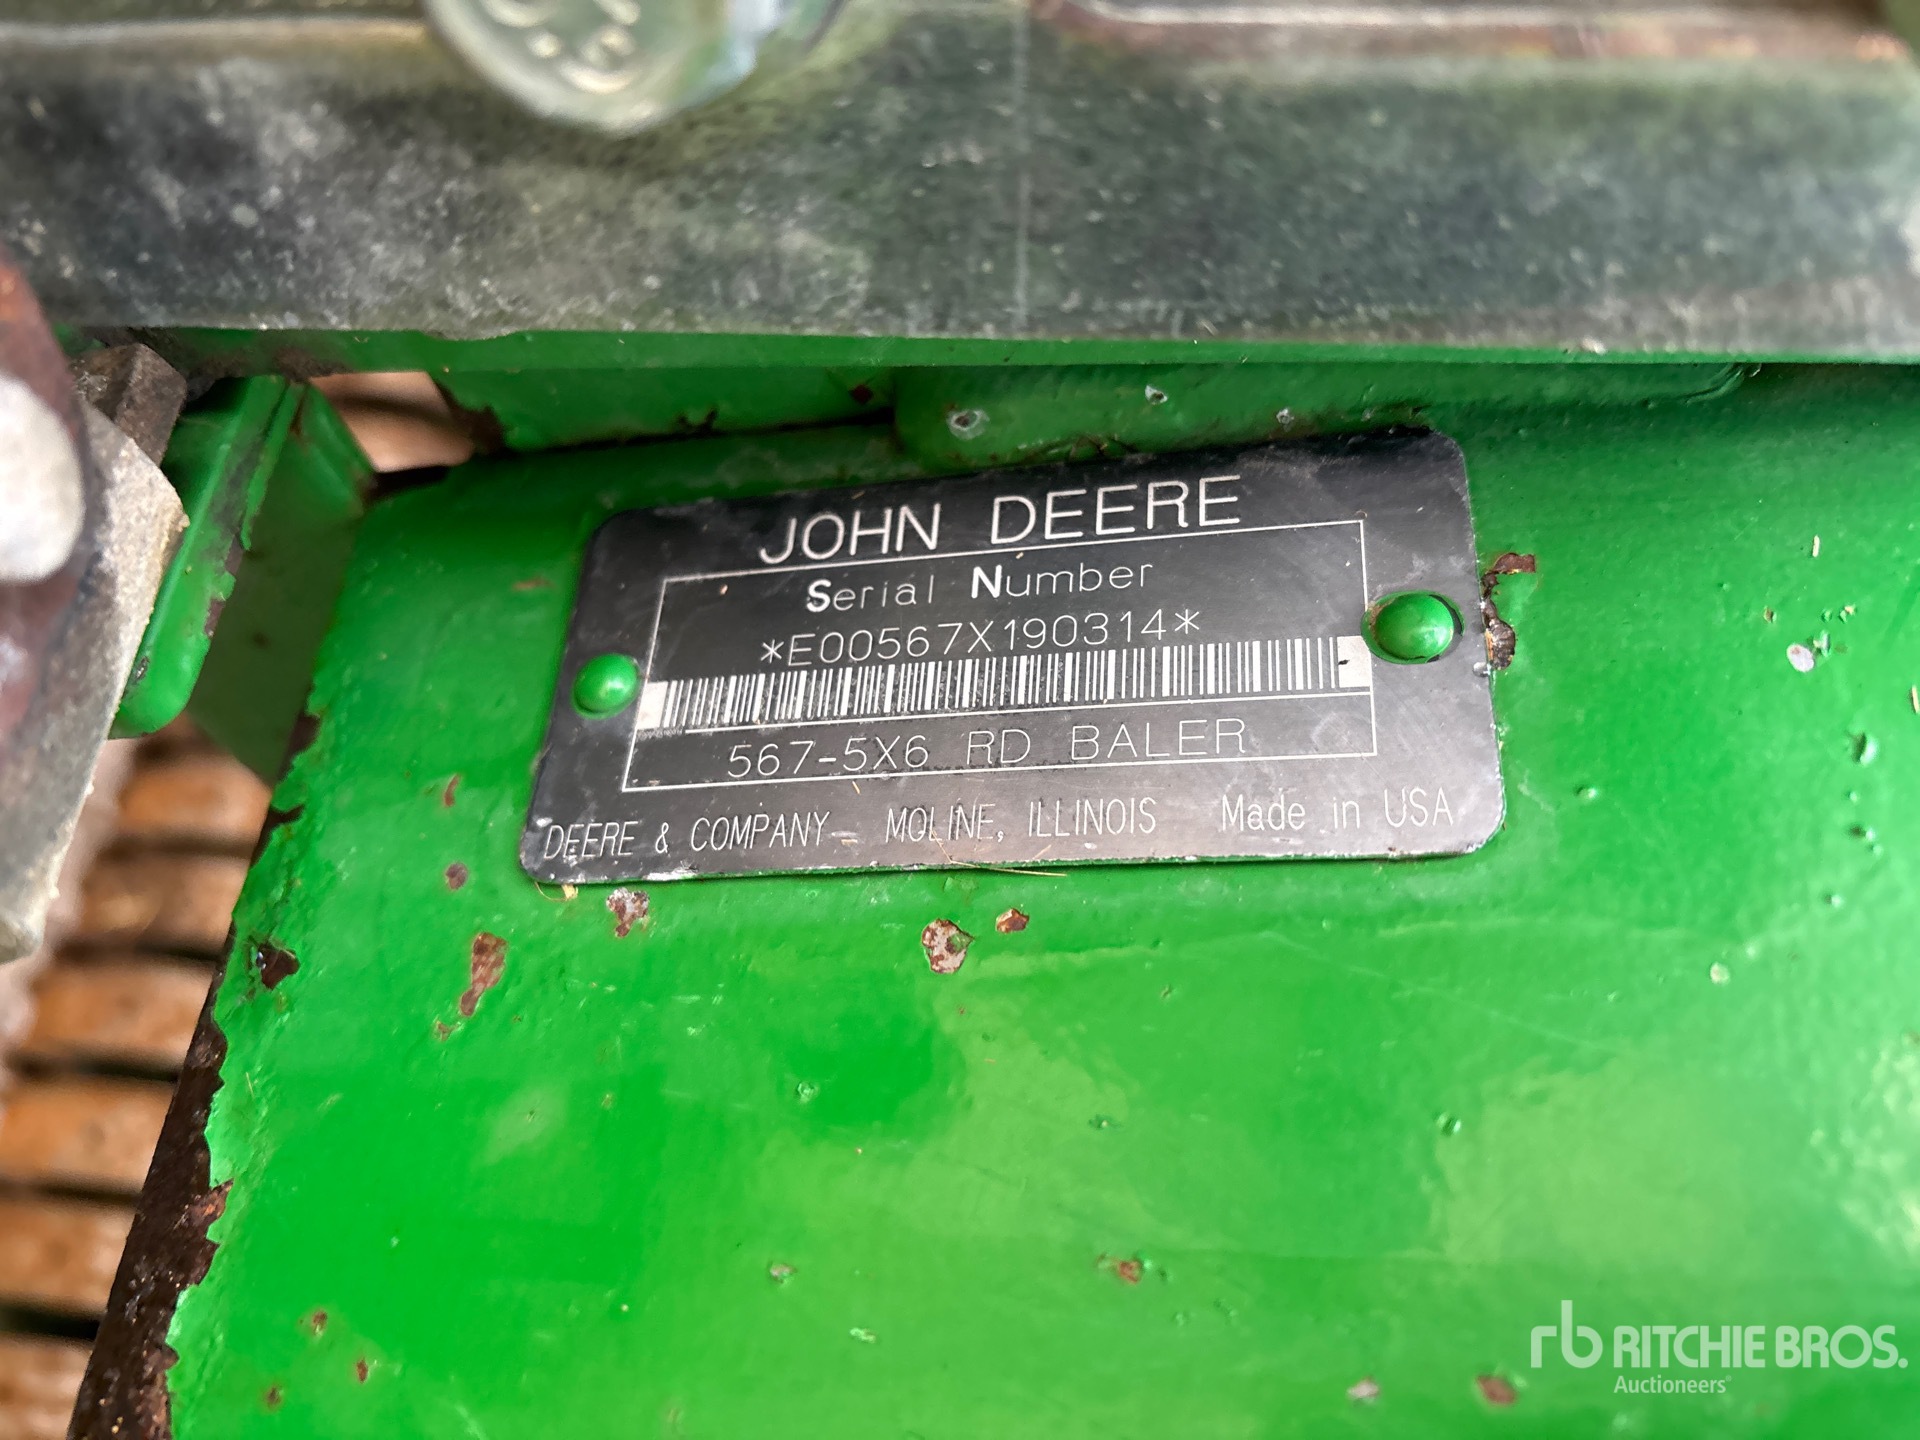 JOHN DEERE
Serial Number
*E00567X190314*
567-5X6 RD BALER
DEERE & COMPANY MOLINE, ILLINOIS Made in USA
rb RITCHIE BROS.
Auctioneers